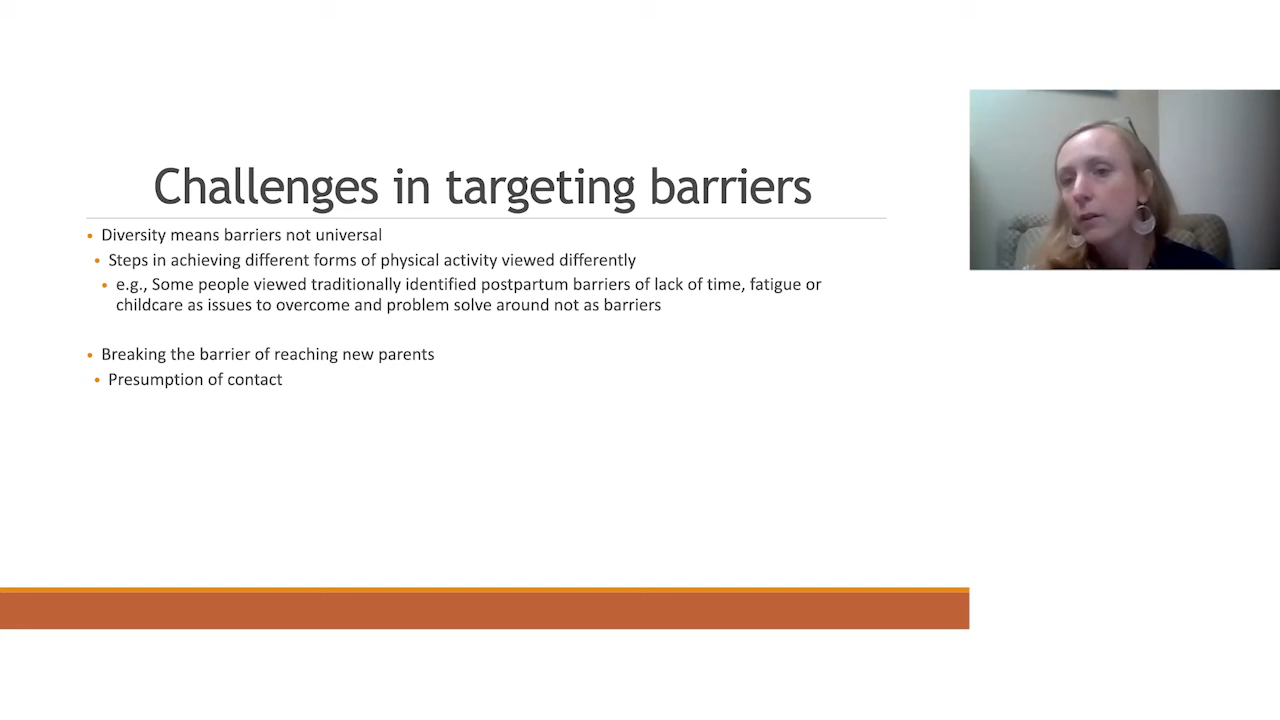 Challenges in targeting barriers
• Diversity means barriers not universal
• Steps in achieving different forms of physical activity viewed differently
• e.g., Some people viewed traditionally identified postpartum barriers of lack of time, fatigue or
childcare as issues to overcome and problem solve around not as barriers
• Breaking the barrier of reaching new parents
• Presumption of contact